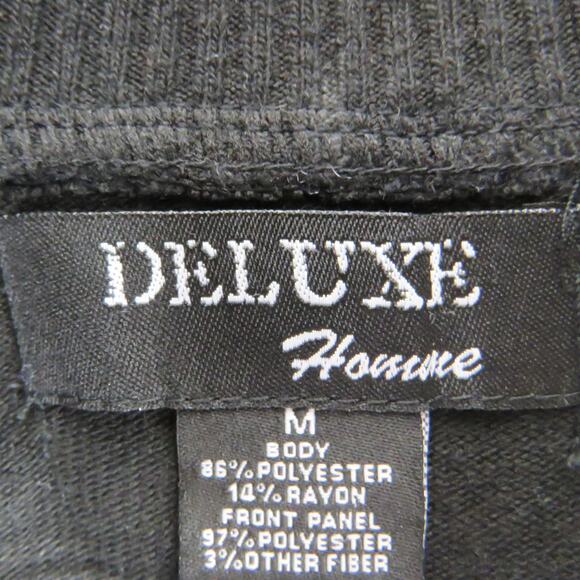 DELUXE
Homme
M
BODY
86% POLYESTER
14% RAYON
FRONT PANEL
97% POLYESTER
3% OTHER FIBER